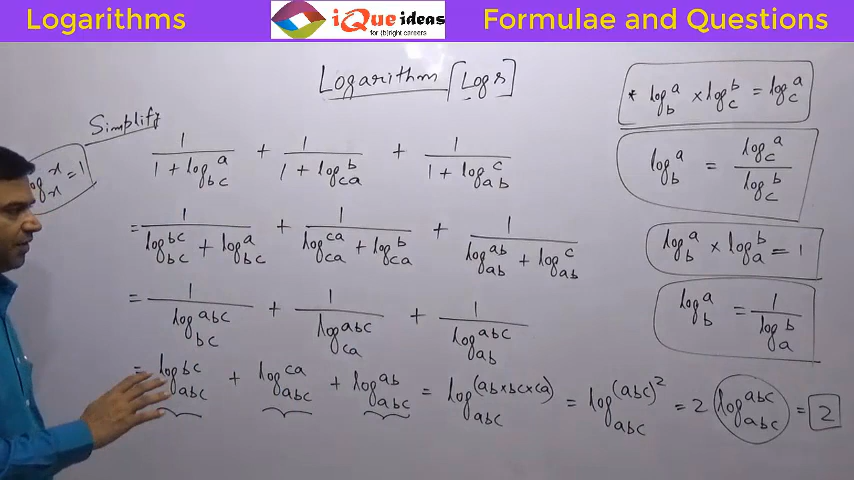 Logarithms
iQue ideas
for (b)right careers
Formulae and Questions
Logarithm [Logs]
Simplify
log_x^x = 1
1/(1 + log_bc^a) + 1/(1 + log_ca^b) + 1/(1 + log_ab^c)
= 1/(log_bc^bc + log_bc^a) + 1/(log_ca^ca + log_ca^b) + 1/(log_ab^ab + log_ab^c)
= 1/(log_bc^abc) + 1/(log_ca^abc) + 1/(log_ab^abc)
= log_abc^bc + log_abc^ca + log_abc^ab = log_abc^(ab×bc×ca) = log_abc^(abc)^2 = 2 log_abc^abc = 2
* log_b^a × log_c^b = log_c^a
log_b^a = log_c^a / log_c^b
log_b^a × log_a^b = 1
log_b^a = 1/(log_a^b)